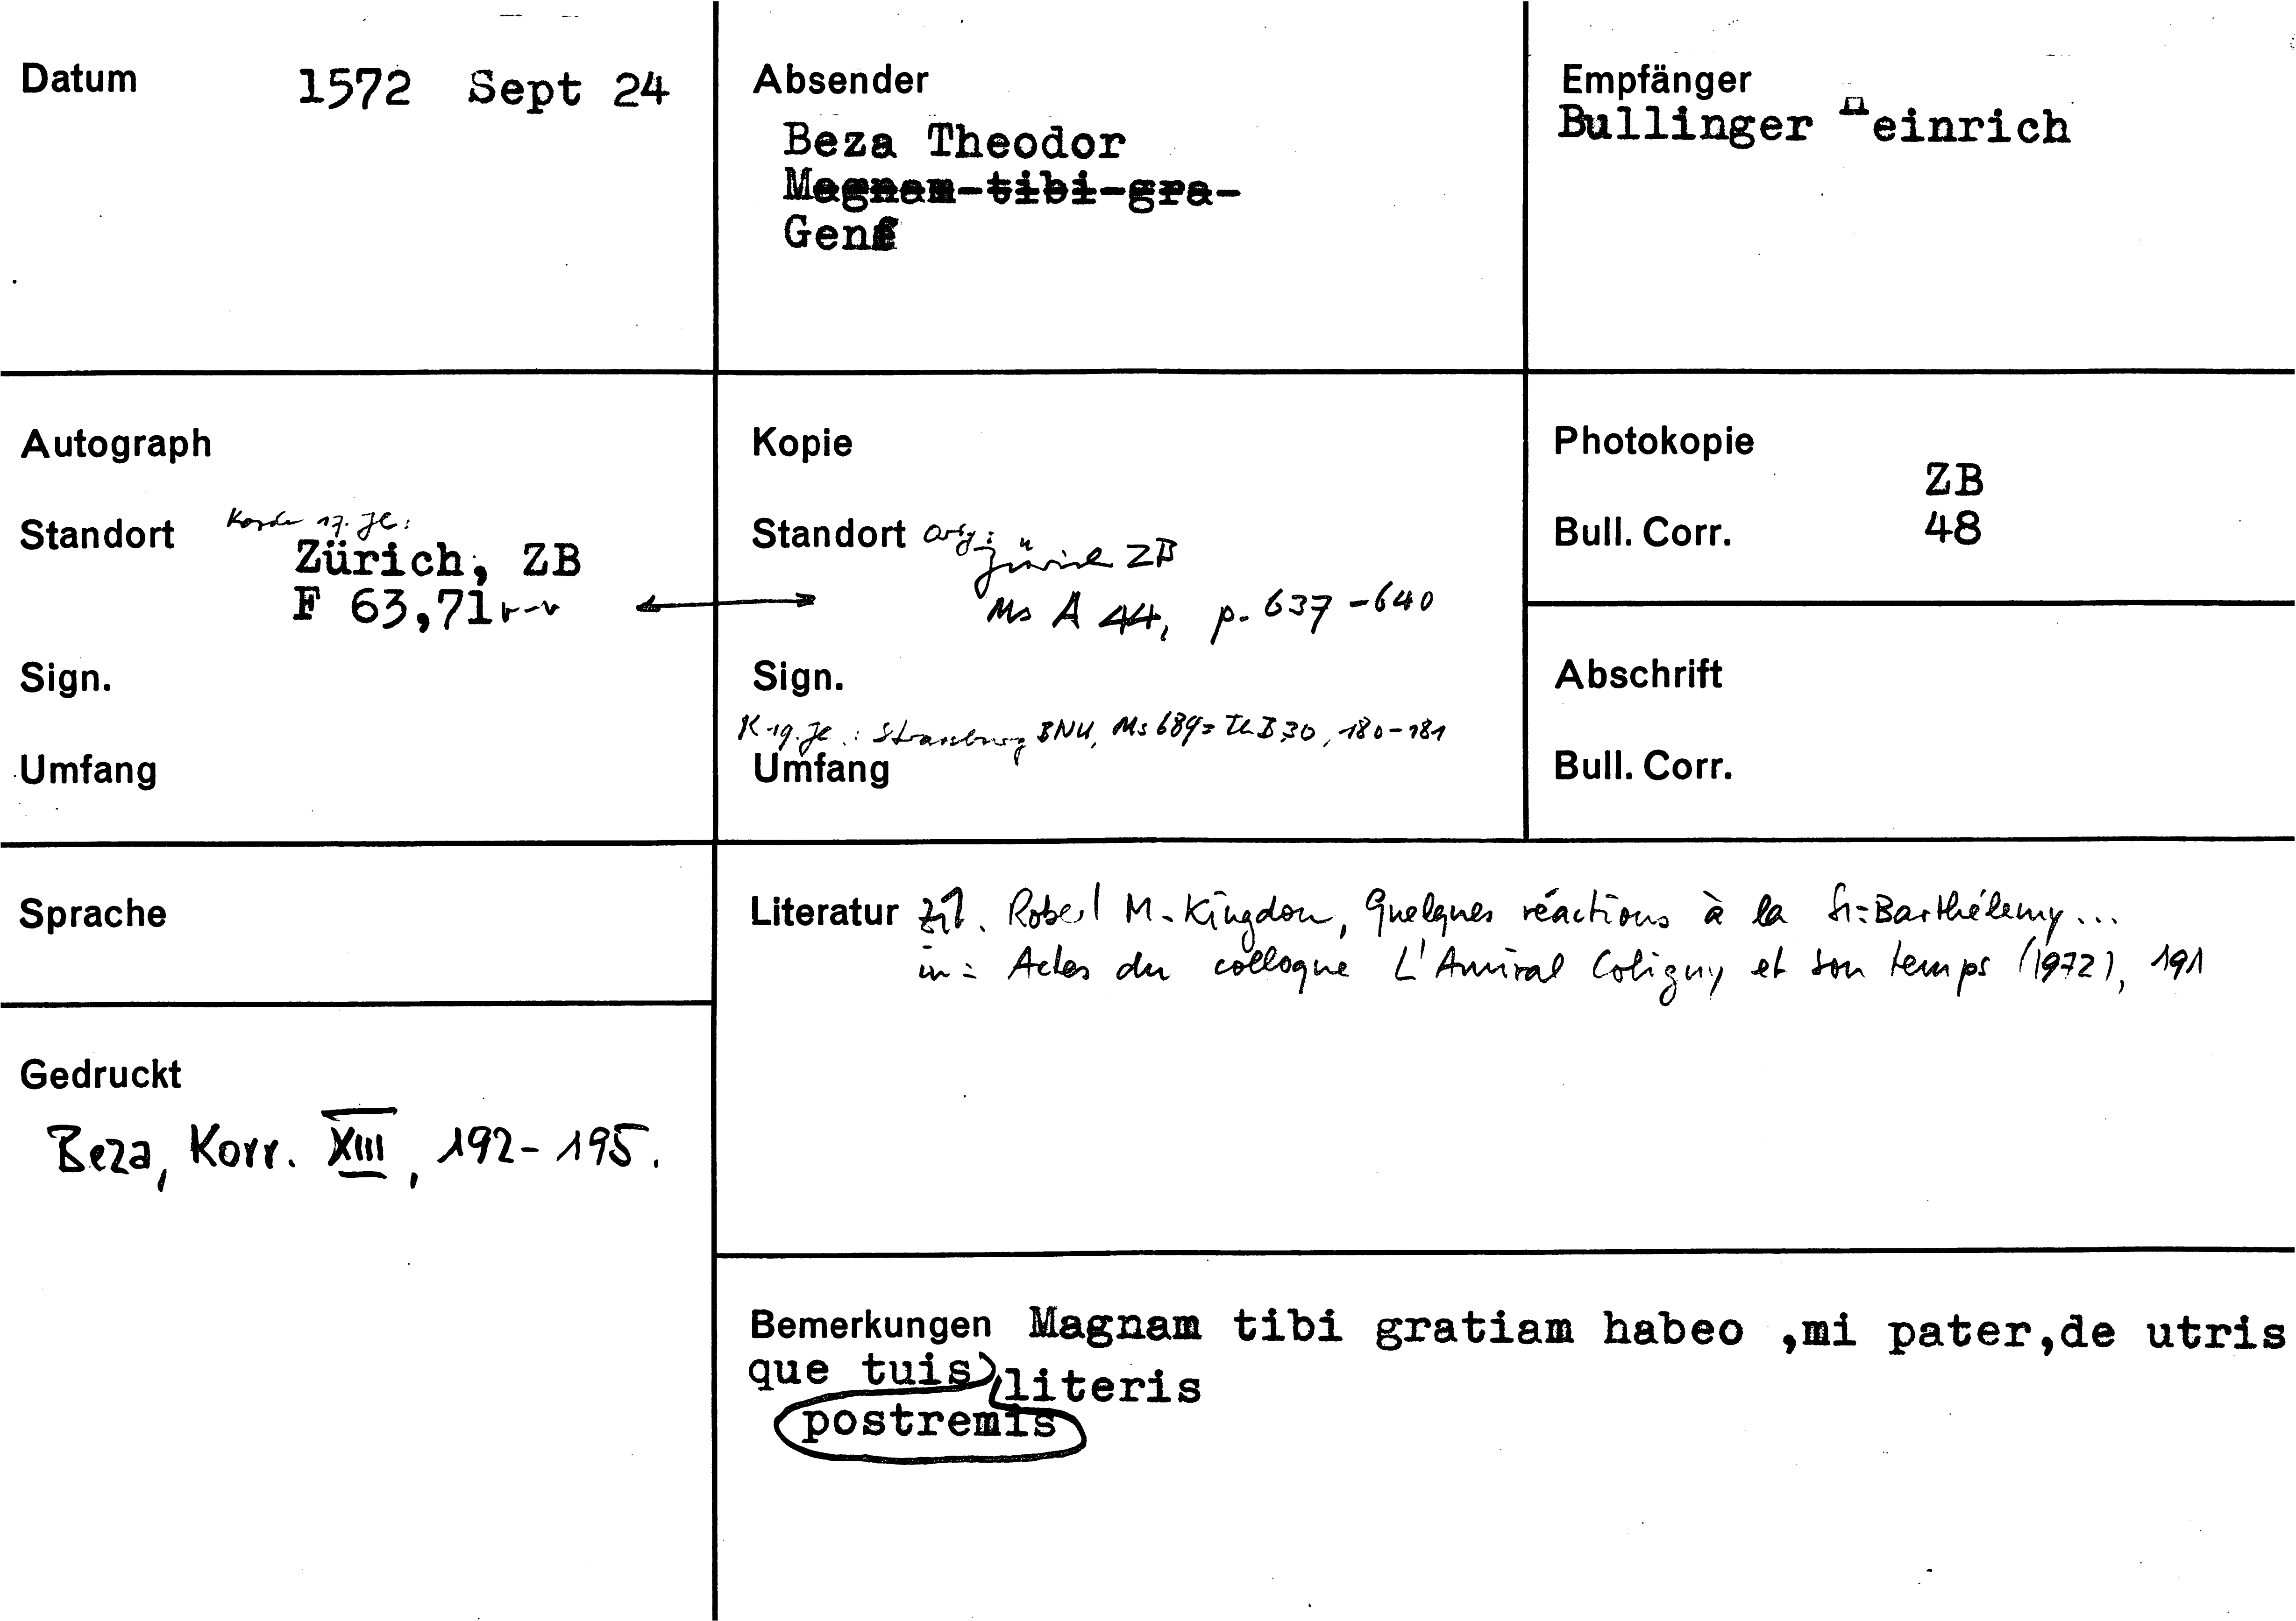 Datum 1572 Sept 24
Absender
Beza Theodor
Magnam tibi gra-
Genf
Empfänger
Bullinger Heinrich
Autograph
Standort 17. Jh:
Zürich, ZB
F 63,71r-v
Sign.
Umfang
Kopie
Standort Orig: Zürich ZB
Ms A 44, p. 637-640
Sign.
K 19. Jh.: Strassburg BNU, Ms 689= Th B 30, 180-181
Umfang
Photokopie
ZB
Bull. Corr. 48
Abschrift
Bull. Corr.
Sprache
Gedruckt
Beza, Korr. XIII, 192-195.
Literatur Zit. Robert M. Kingdon, Quelques réactions à la St-Barthélemy...
in: Actes du colloque L'Amiral Coligny et son temps (1972), 191
Bemerkungen Magnam tibi gratiam habeo ,mi pater,de utris
que tuis literis
postremis